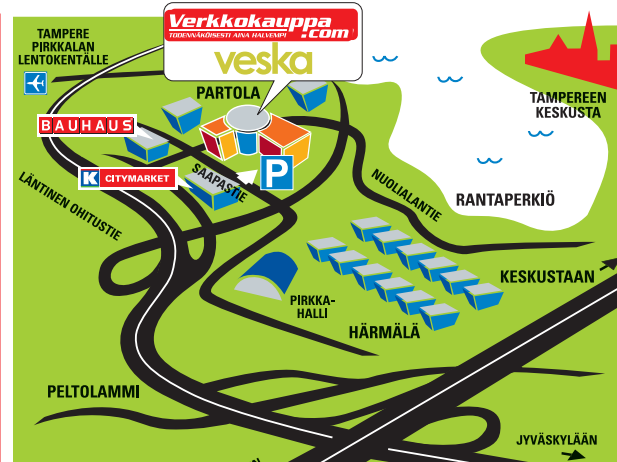 TAMPERE
PIRKKALAN
LENTOKENTÄLLE
Verkkokauppa
.com
TODENNÄKÖISESTI AINA HALVEMPI
veska
PARTOLA
TAMPEREEN
KESKUSTA
BAUHAUS
K CITYMARKET
SAAPASTIE
P
NUOLIALANTIE
RANTAPERKIÖ
LÄNTINEN OHITUSTIE
KESKUSTAAN
PIRKKA-
HALLI
HÄRMÄLÄ
PELTOLAMMI
JYVÄSKYLÄÄN